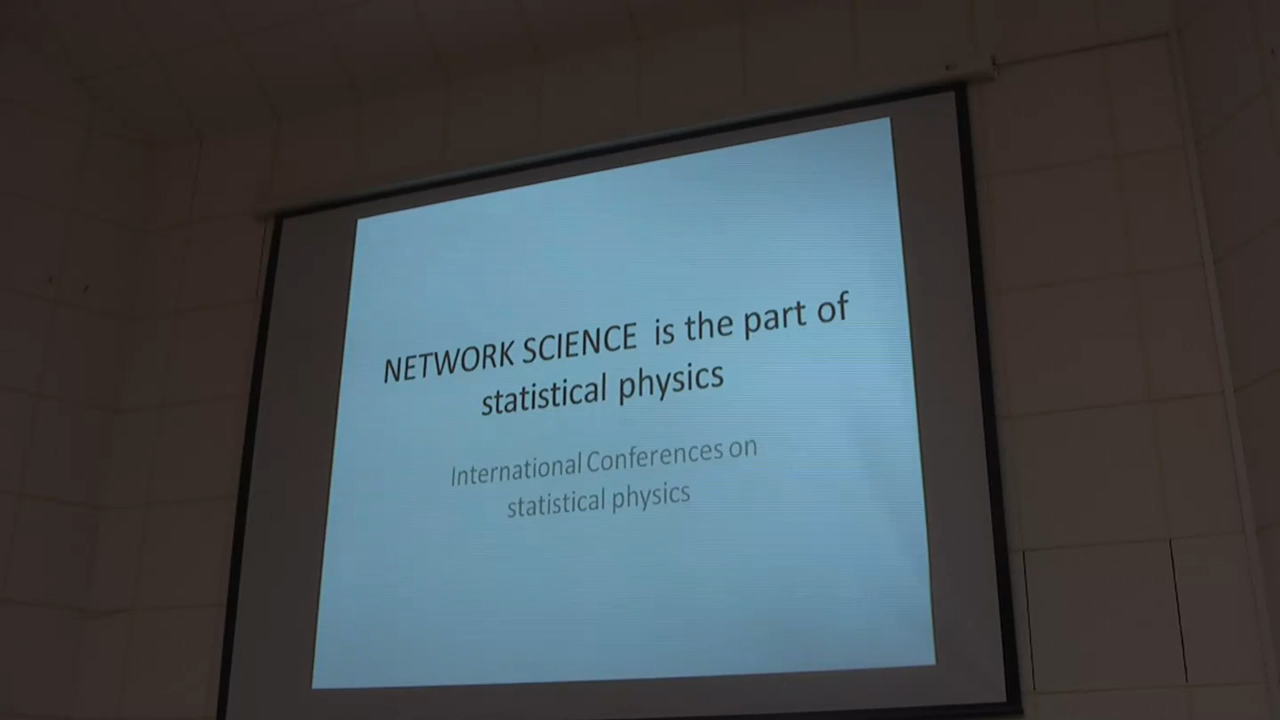 NETWORK SCIENCE is the part of
statistical physics
International Conferences on
statistical physics